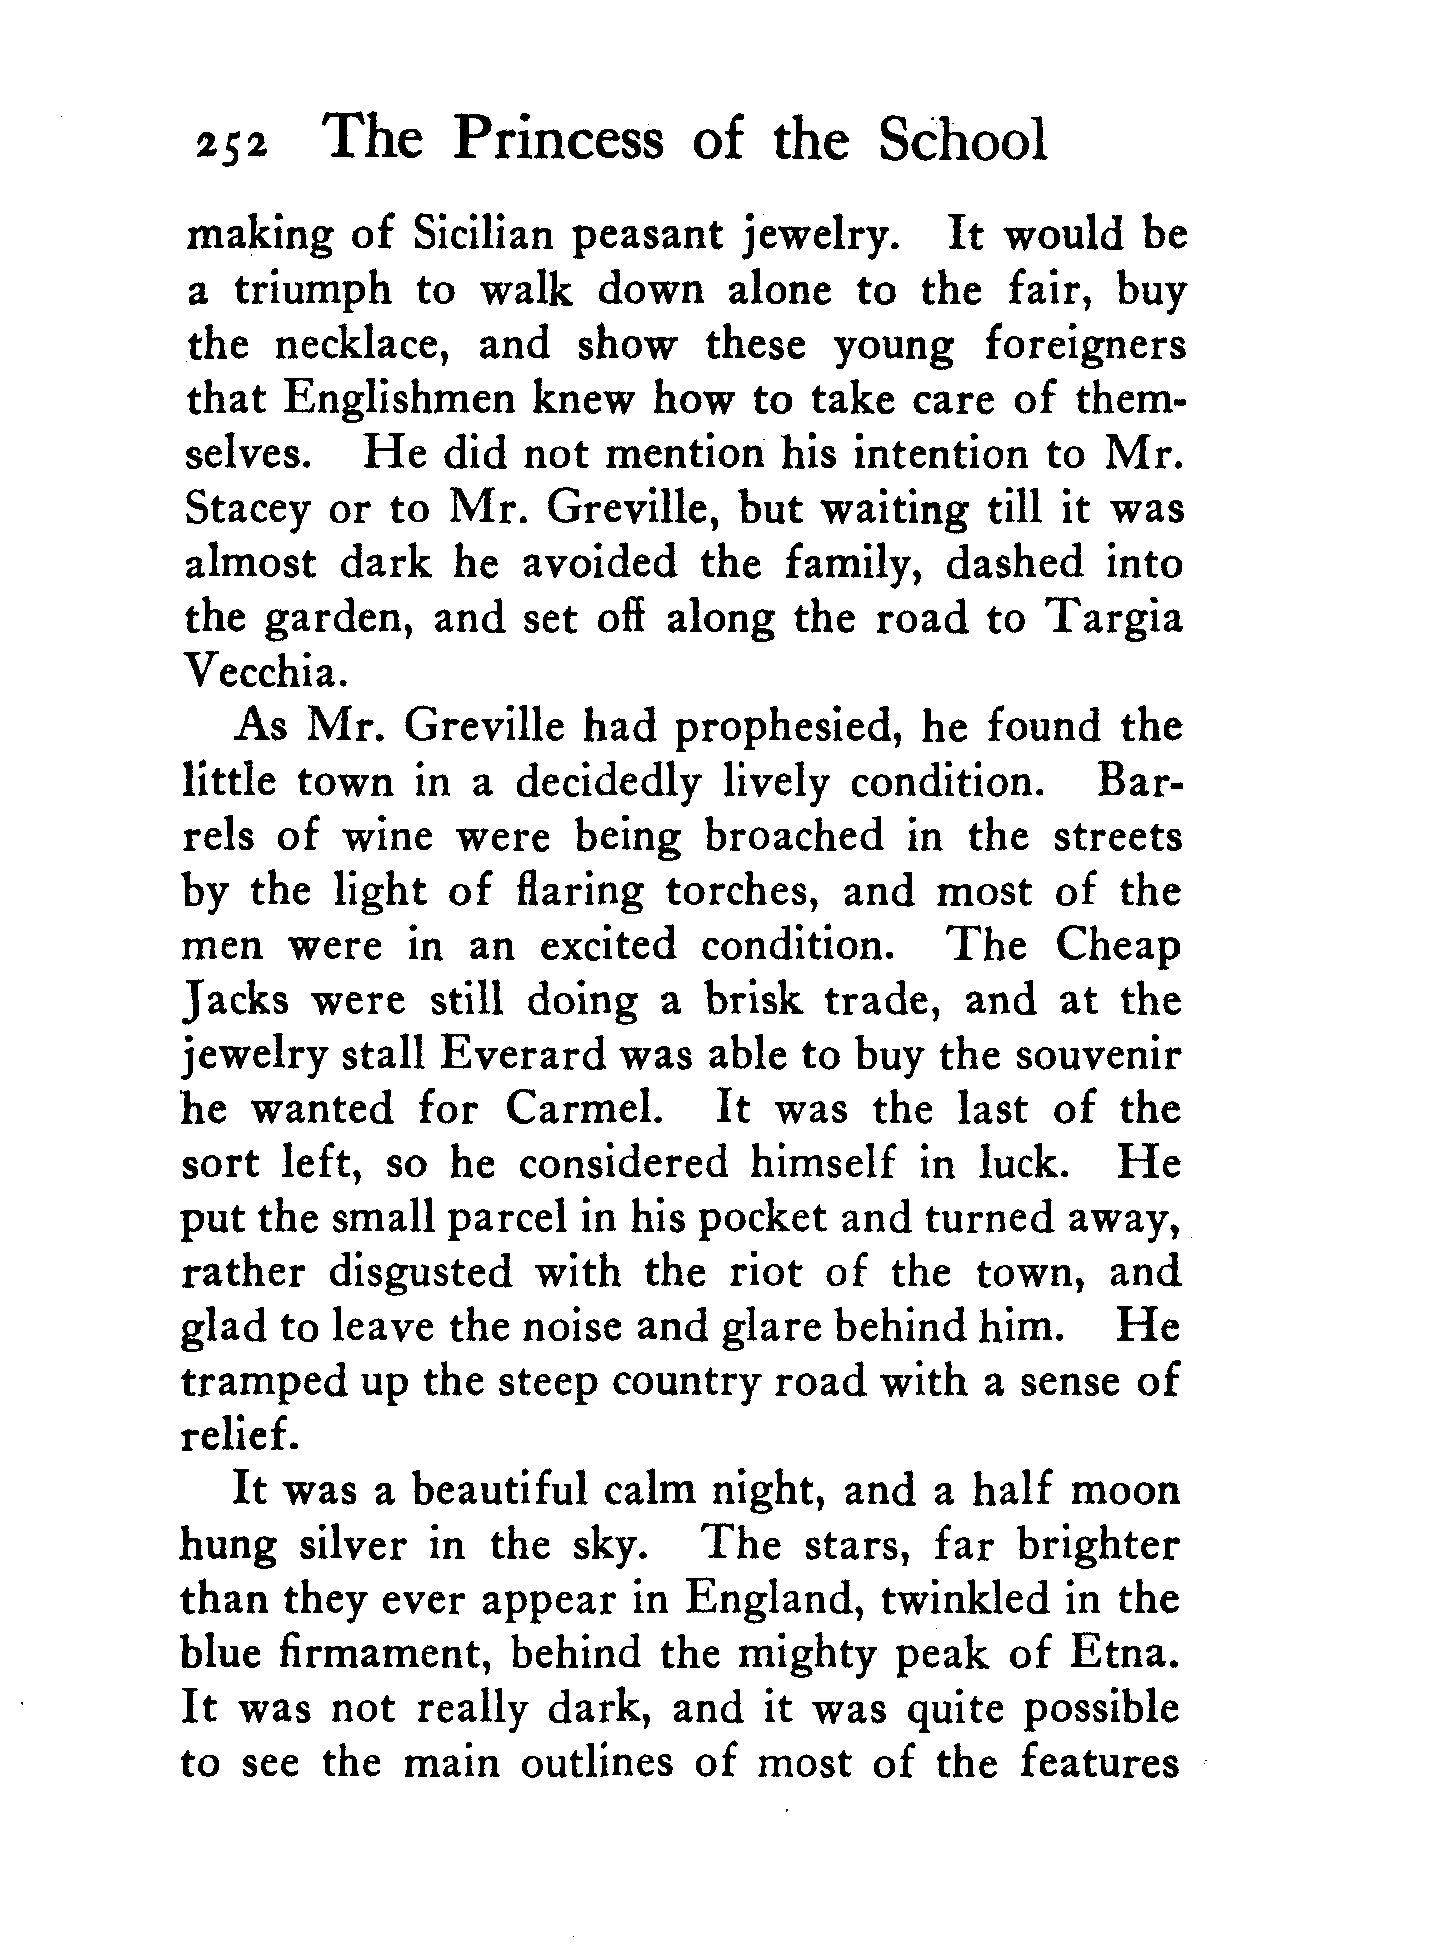 252 The Princess of the School
making of Sicilian peasant jewelry. It would be
a triumph to walk down alone to the fair, buy
the necklace, and show these young foreigners
that Englishmen knew how to take care of them-
selves. He did not mention his intention to Mr.
Stacey or to Mr. Greville, but waiting till it was
almost dark he avoided the family, dashed into
the garden, and set off along the road to Targia
Vecchia.
As Mr. Greville had prophesied, he found the
little town in a decidedly lively condition. Bar-
rels of wine were being broached in the streets
by the light of flaring torches, and most of the
men were in an excited condition. The Cheap
Jacks were still doing a brisk trade, and at the
jewelry stall Everard was able to buy the souvenir
he wanted for Carmel. It was the last of the
sort left, so he considered himself in luck. He
put the small parcel in his pocket and turned away,
rather disgusted with the riot of the town, and
glad to leave the noise and glare behind him. He
tramped up the steep country road with a sense of
relief.
It was a beautiful calm night, and a half moon
hung silver in the sky. The stars, far brighter
than they ever appear in England, twinkled in the
blue firmament, behind the mighty peak of Etna.
It was not really dark, and it was quite possible
to see the main outlines of most of the features